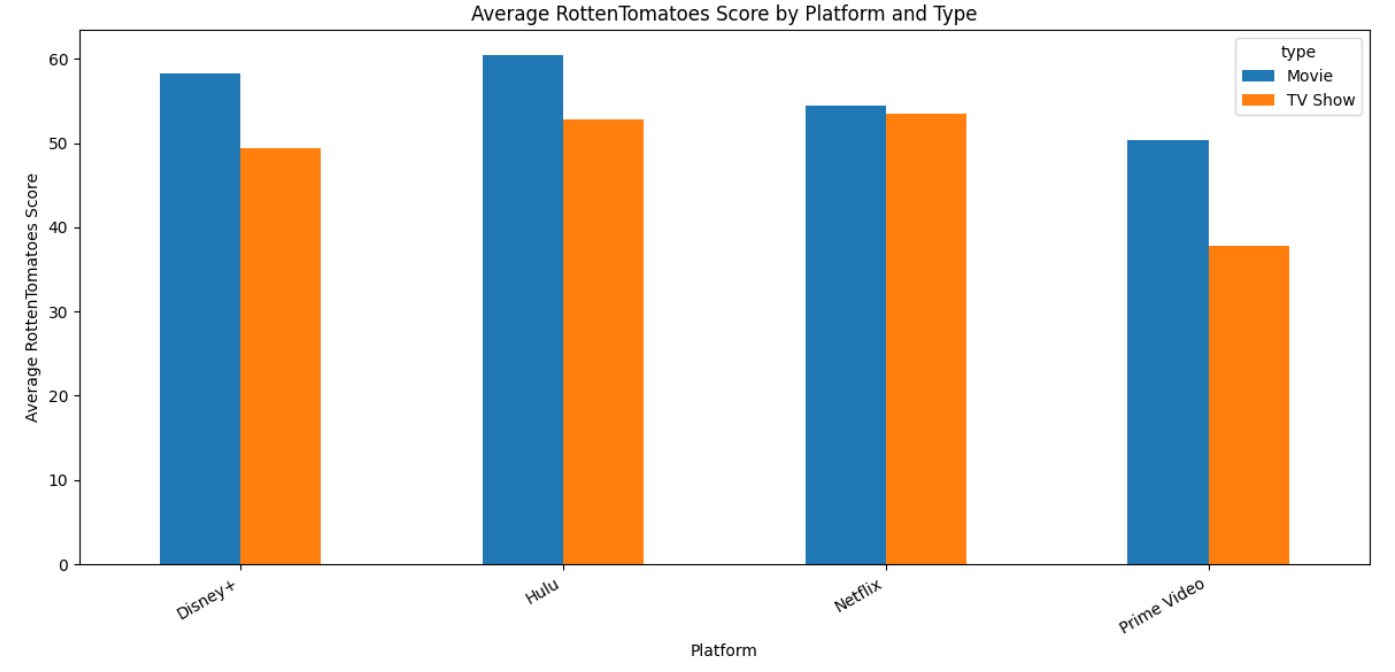 Average RottenTomatoes Score by Platform and Type
type
Movie
TV Show
Average RottenTomatoes Score
60
50
40
30
20
10
0
Disney+
Hulu
Netflix
Prime Video
Platform